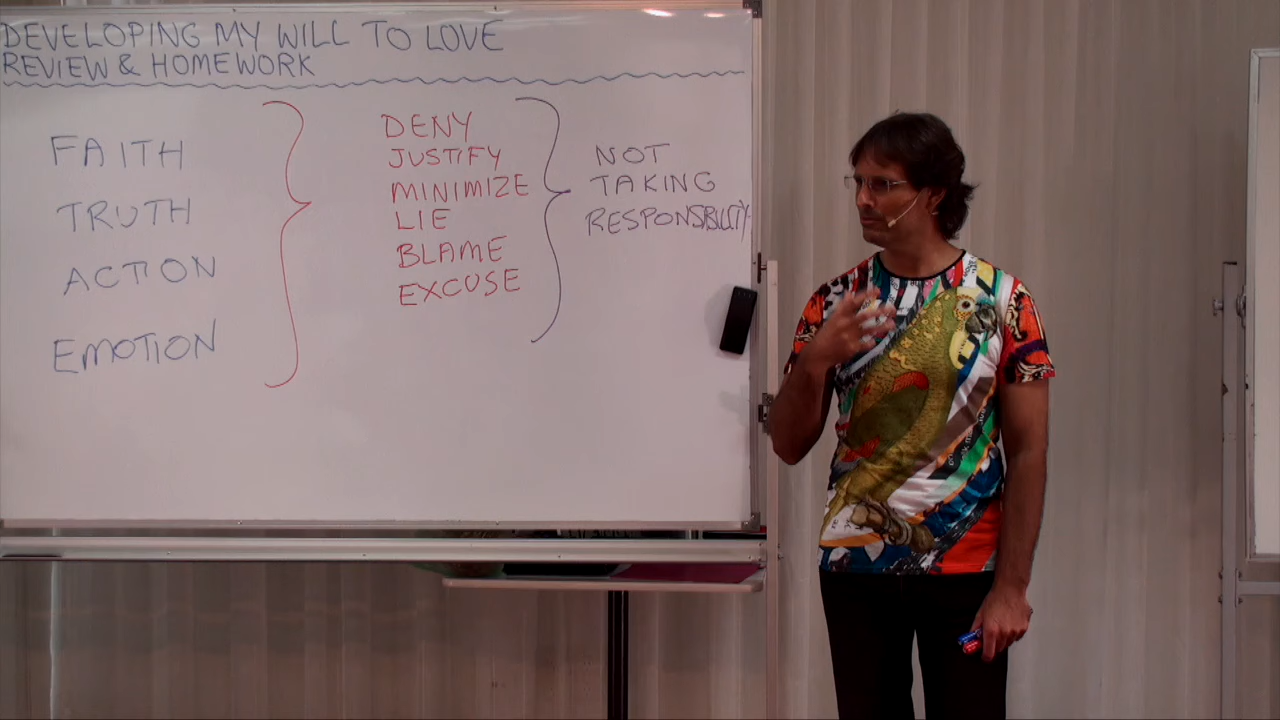 DEVELOPING MY WILL TO LOVE
REVIEW & HOMEWORK
FAITH
TRUTH
ACTION
EMOTION
DENY
JUSTIFY
MINIMIZE
LIE
BLAME
EXCUSE
NOT
TAKING
RESPONSIBILITY